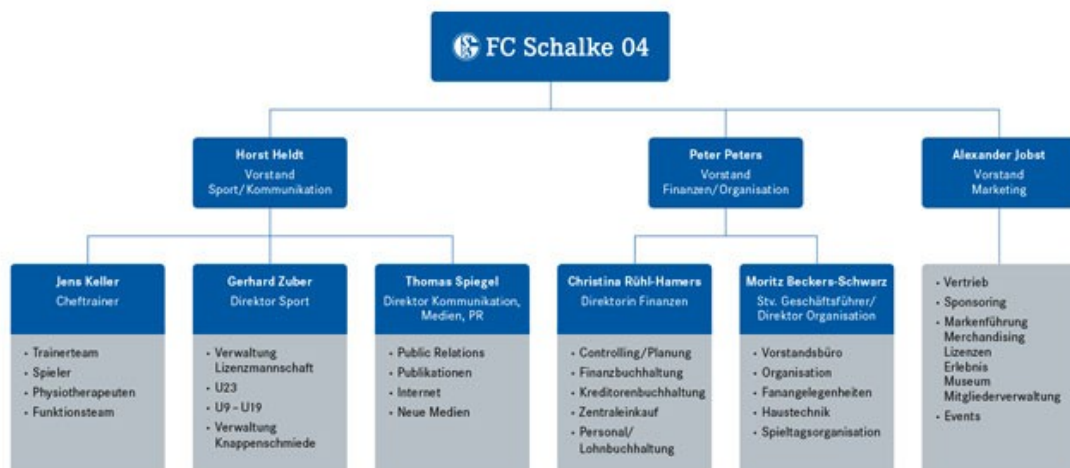 FC Schalke 04
Horst Heldt
Vorstand
Sport/Kommunikation
Peter Peters
Vorstand
Finanzen/Organisation
Alexander Jobst
Vorstand
Marketing
Jens Keller
Cheftrainer
• Trainerteam
• Spieler
• Physiotherapeuten
• Funktionsteam
Gerhard Zuber
Direktor Sport
• Verwaltung
Lizenzmannschaft
• U23
• U9 – U19
• Verwaltung
Knappenschmiede
Thomas Spiegel
Direktor Kommunikation,
Medien, PR
• Public Relations
• Publikationen
• Internet
• Neue Medien
Christina Rühl-Hamers
Direktorin Finanzen
• Controlling/Planung
• Finanzbuchhaltung
• Kreditorenbuchhaltung
• Zentraleinkauf
• Personal/
Lohnbuchhaltung
Moritz Beckers-Schwarz
Stv. Geschäftsführer/
Direktor Organisation
• Vorstandsbüro
• Organisation
• Fanangelegenheiten
• Haustechnik
• Spieltagsorganisation
• Vertrieb
• Sponsoring
• Markenführung
Merchandising
Lizenzen
Erlebnis
Museum
Mitgliederverwaltung
• Events